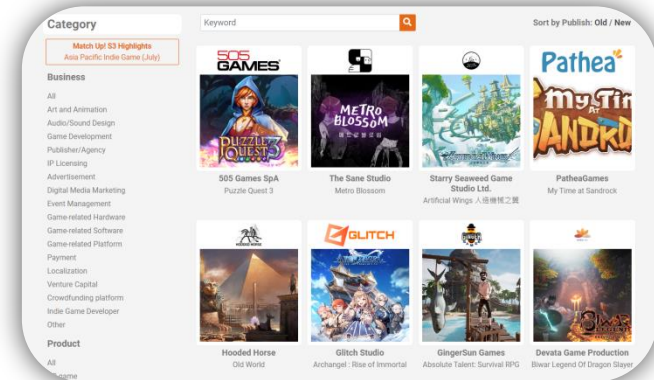 Category
Match Up! S3 Highlights
Asia Pacific Indie Game (July)
Business
All
Art and Animation
Audio/Sound Design
Game Development
Publisher/Agency
IP Licensing
Advertisement
Digital Media Marketing
Event Management
Game-related Hardware
Game-related Software
Game-related Platform
Payment
Localization
Venture Capital
Crowdfunding platform
Indie Game Developer
Other
Product
All
Keyword
Sort by Publish: Old / New
505
GAMES
PUZZLE
QUEST 3
505 Games SpA
Puzzle Quest 3
METRO
BLOSSOM
The Sane Studio
Metro Blossom
Starry Seaweed Game
Studio Ltd.
Artificial Wings 人造機械之翼
Pathea
My Tim
AT
SANDRO
PatheaGames
My Time at Sandrock
HOODED HORSE
Hooded Horse
Old World
GLITCH
Glitch Studio
Archangel : Rise of Immortal
GingerSun Games
Absolute Talent: Survival RPG
BIWAR
Devata Game Production
Biwar Legend Of Dragon Slayer